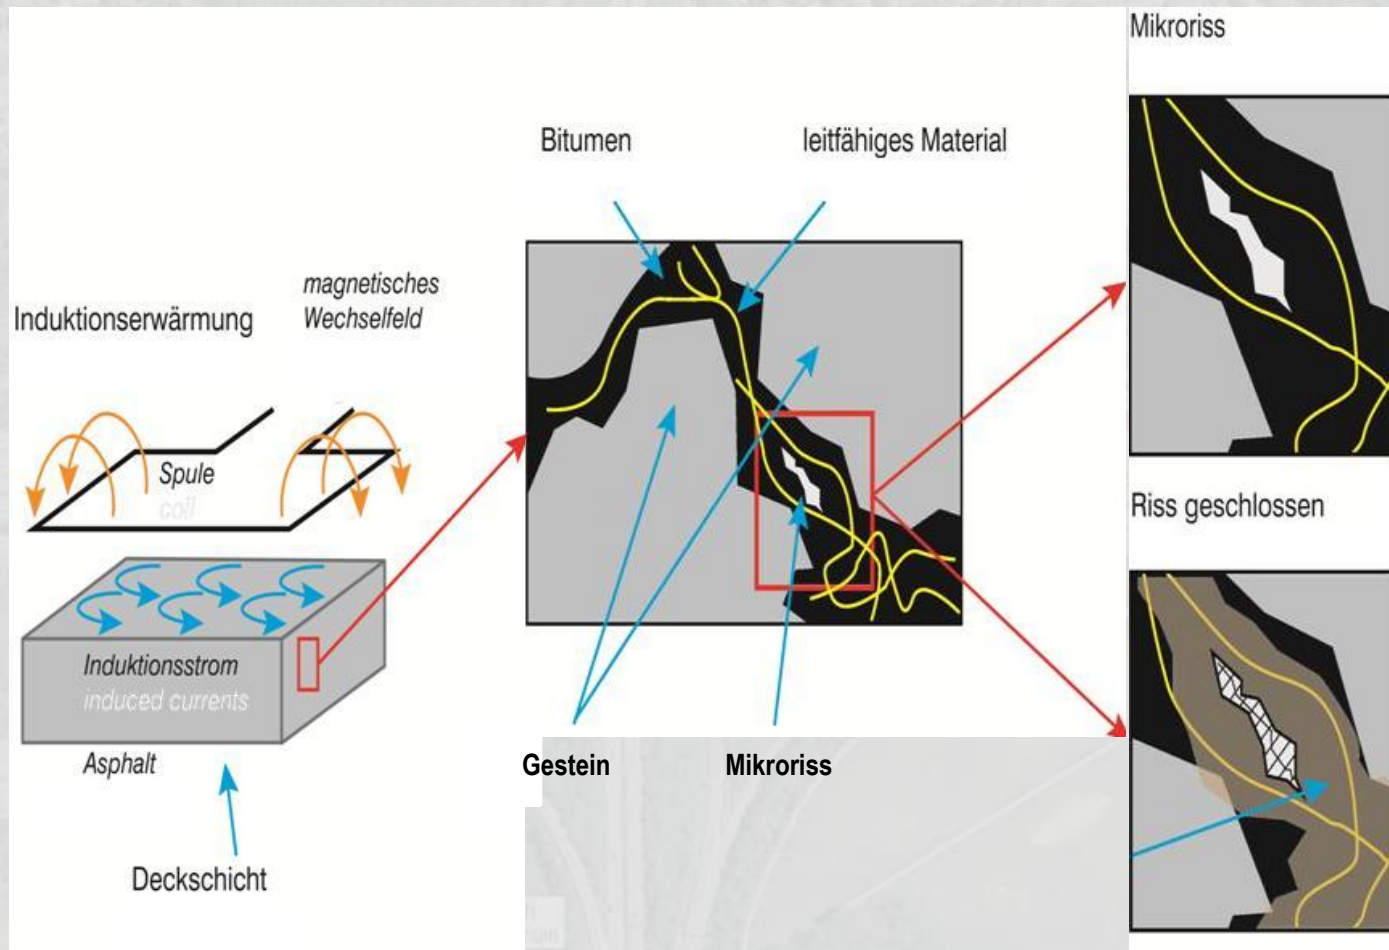 Mikroriss
Bitumen
leitfähiges Material
magnetisches
Wechselfeld
Induktionserwärmung
Spule
coil
Riss geschlossen
Induktionsstrom
induced currents
Asphalt
Gestein
Mikroriss
Deckschicht